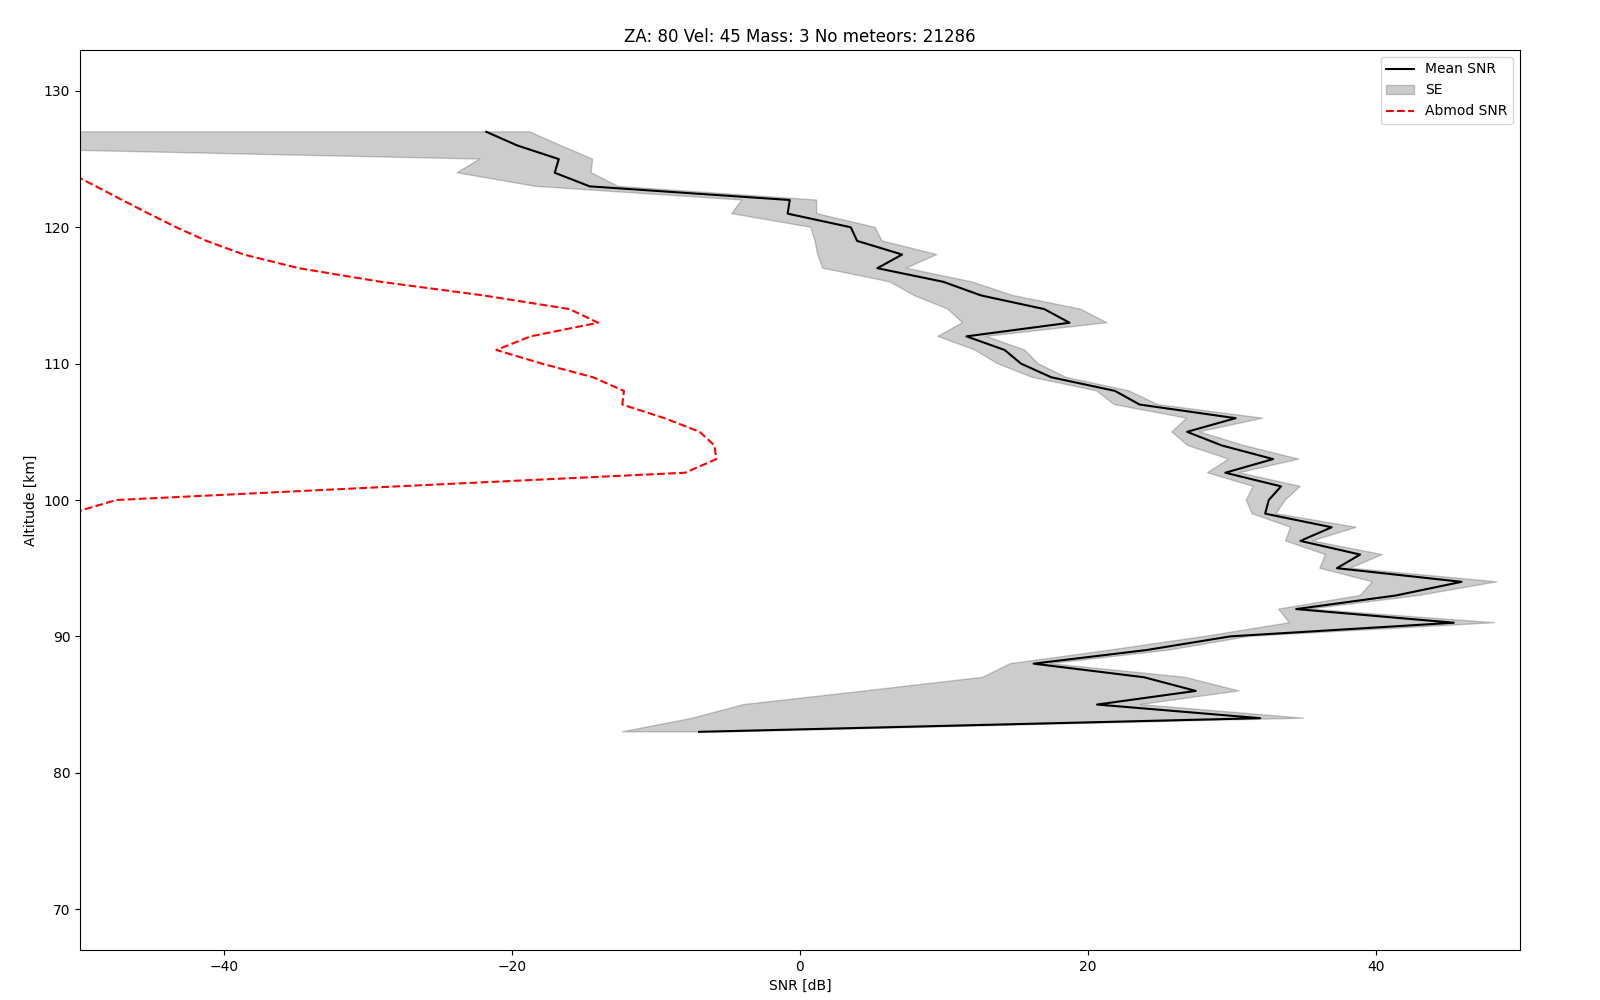 ZA: 80 Vel: 45 Mass: 3 No meteors: 21286
Mean SNR
SE
Abmod SNR
130
120
110
100
90
80
70
Altitude [km]
−40
−20
0
20
40
SNR [dB]